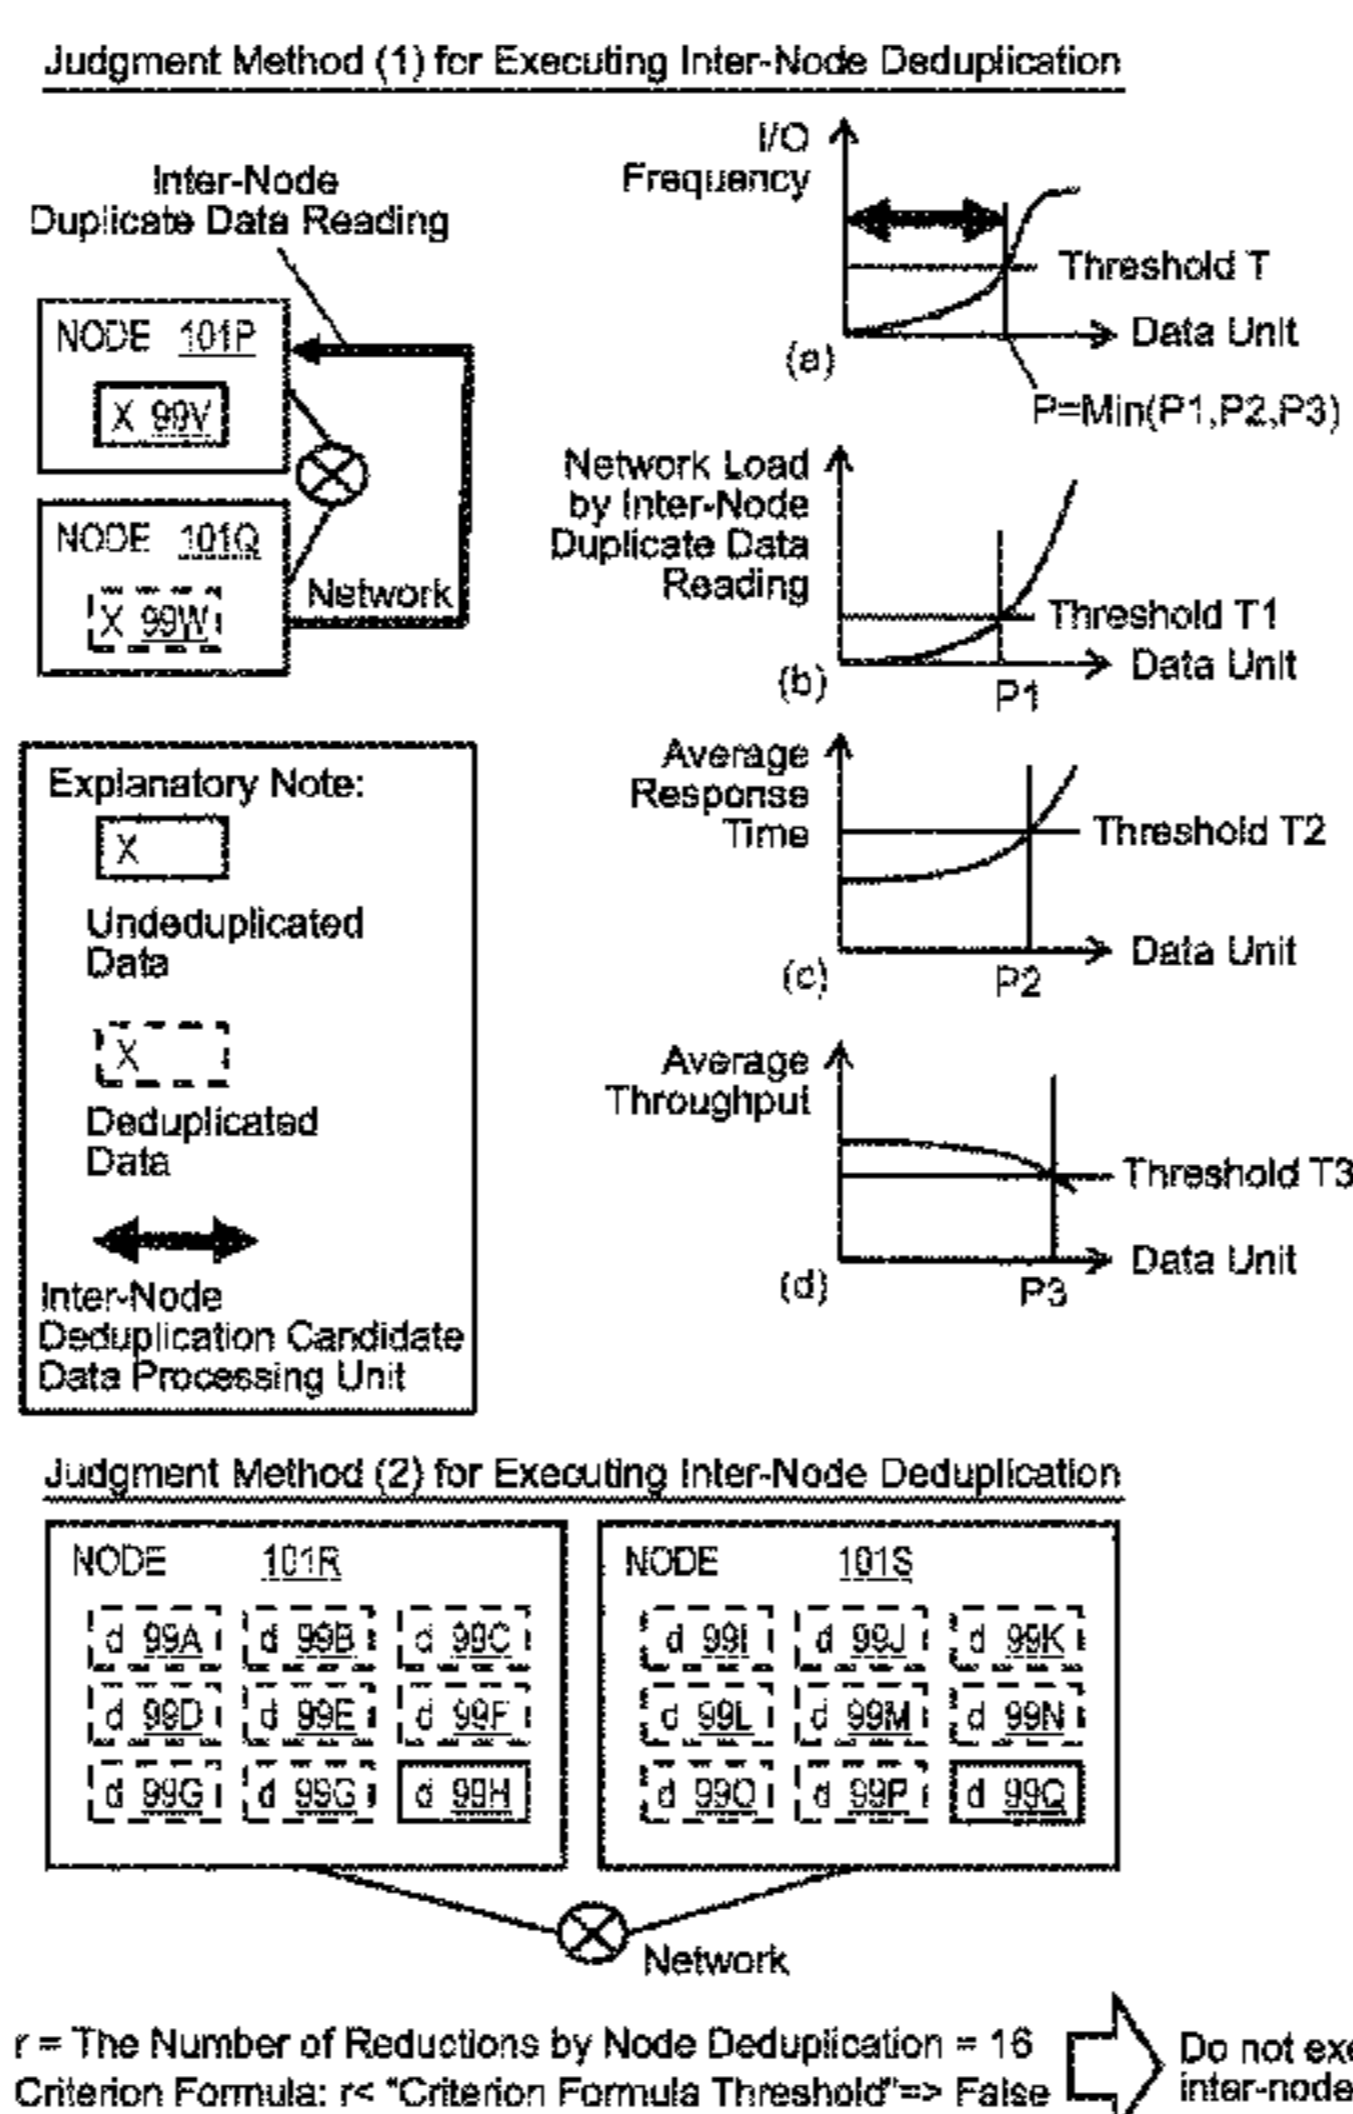 Judgment Method (1) for Executing Inter-Node Deduplication
Inter-Node
Duplicate Data Reading
NODE 101P
X 99V
NODE 101Q
X 99W
Network
I/O
Frequency
Threshold T
Data Unit
(a)
P=Min(P1,P2,P3)
Network Load
by Inter-Node
Duplicate Data
Reading
Threshold T1
Data Unit
(b)
P1
Average
Response
Time
Threshold T2
Data Unit
(c)
P2
Average
Throughput
Threshold T3
Data Unit
(d)
P3
Explanatory Note:
X
Undeduplicated
Data
X
Deduplicated
Data
Inter-Node
Deduplication Candidate
Data Processing Unit
Judgment Method (2) for Executing Inter-Node Deduplication
NODE 101R
d 99A d 99B d 99C
d 99D d 99E d 99F
d 99G d 99G d 99H
NODE 101S
d 99I d 99J d 99K
d 99L d 99M d 99N
d 99O d 99P d 99Q
Network
r = The Number of Reductions by Node Deduplication = 16
Criterion Formula: r< "Criterion Formula Threshold"=> False
Do not exe
inter-node